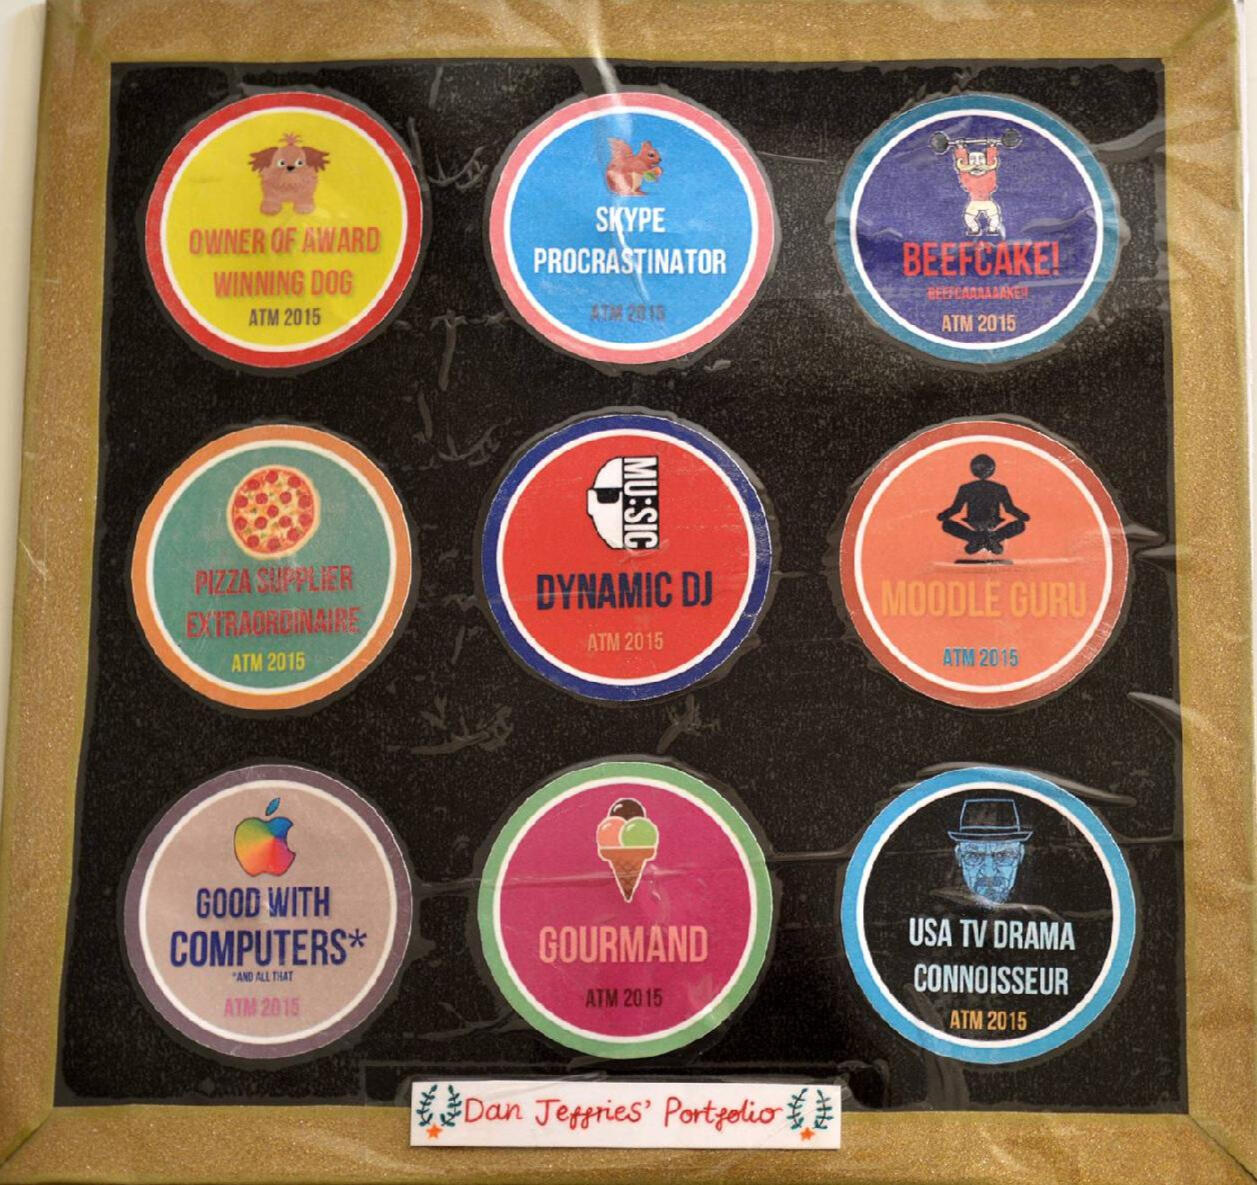 OWNER OF AWARD
WINNING DOG
ATM 2015
SKYPE
PROCRASTINATOR
ATM 2015
BEEFCAKE!
BEEFCAAAAAAKE!!
ATM 2015
PIZZA SUPPLIER
EXTRAORDINAIRE
ATM 2015
MU:SIC
DYNAMIC DJ
ATM 2015
MOODLE GURU
ATM 2015
GOOD WITH
COMPUTERS*
*AND ALL THAT
ATM 2015
GOURMAND
ATM 2015
USA TV DRAMA
CONNOISSEUR
ATM 2015
Dan Jeffries' Portfolio